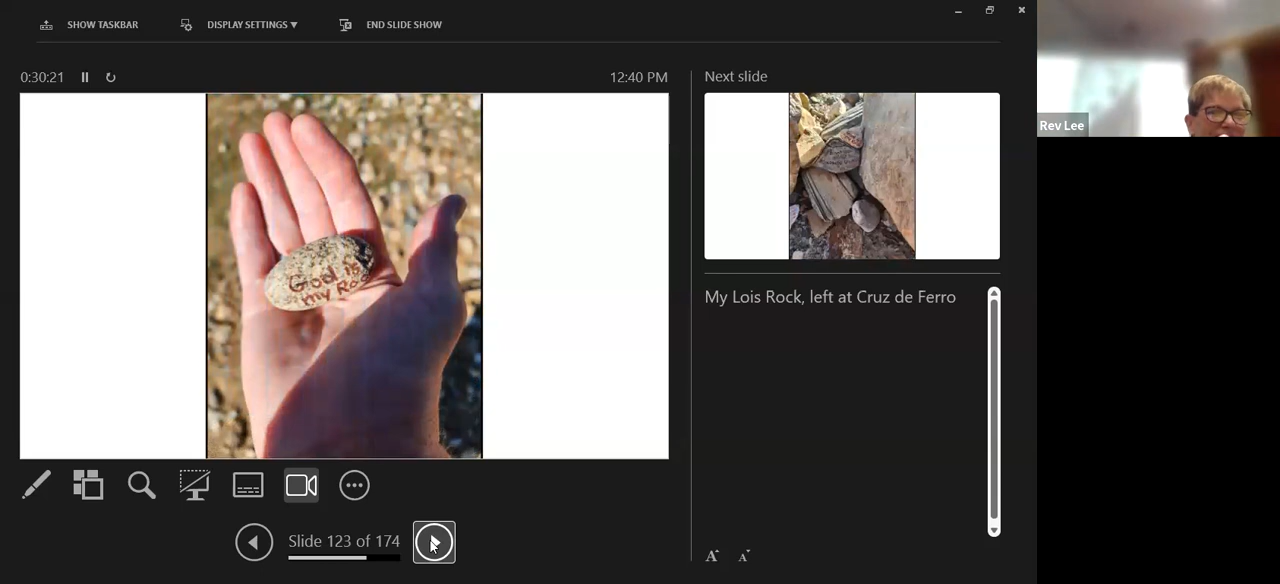 SHOW TASKBAR
DISPLAY SETTINGS ▼
END SLIDE SHOW
0:30:21
12:40 PM
Next slide
Rev Lee
God is
my
My Lois Rock, left at Cruz de Ferro
Slide 123 of 174
A A